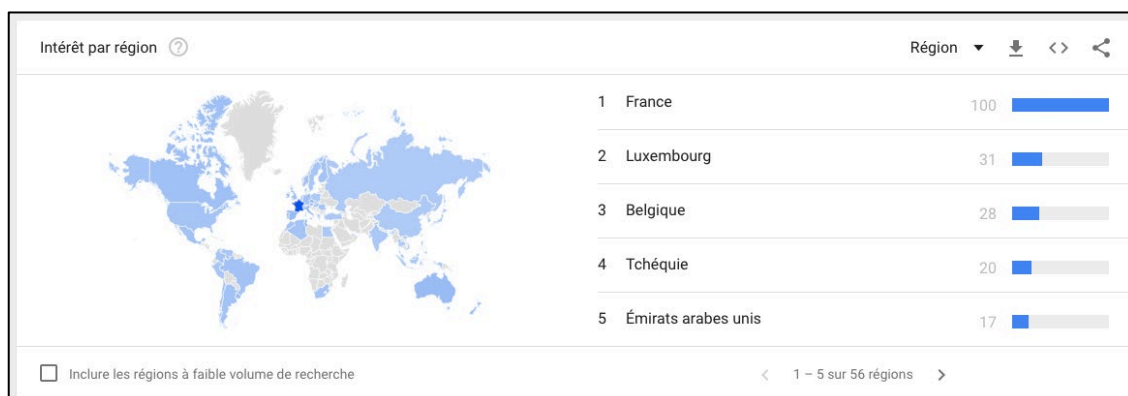 Intérêt par région
Région
1 France 100
2 Luxembourg 31
3 Belgique 28
4 Tchéquie 20
5 Émirats arabes unis 17
Inclure les régions à faible volume de recherche
1 – 5 sur 56 régions